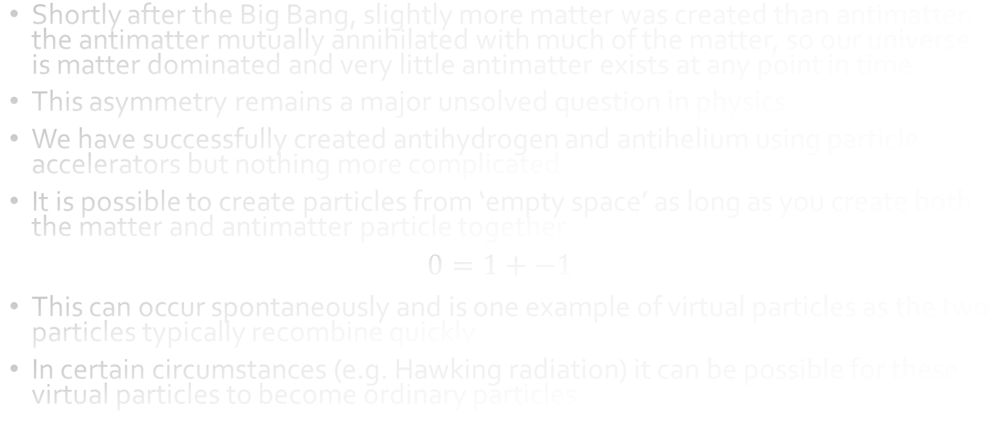 • Shortly after the Big Bang, slightly more matter was created than antimatter,
the antimatter mutually annihilated with much of the matter, so our universe
is matter dominated and very little antimatter exists at any point in time
• This asymmetry remains a major unsolved question in physics
• We have successfully created antihydrogen and antihelium using particle
accelerators but nothing more complicated
• It is possible to create particles from ‘empty space’ as long as you create both
the matter and antimatter particle together
0 = 1 + −1
• This can occur spontaneously and is one example of virtual particles as the two
particles typically recombine quickly
• In certain circumstances (e.g. Hawking radiation) it can be possible for these
virtual particles to become ordinary particles